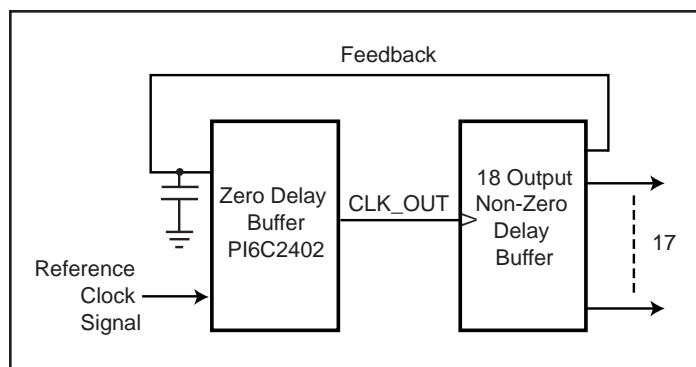 Feedback
Zero Delay
Buffer
PI6C2402
CLK_OUT
18 Output
Non-Zero
Delay
Buffer
17
Reference
Clock
Signal